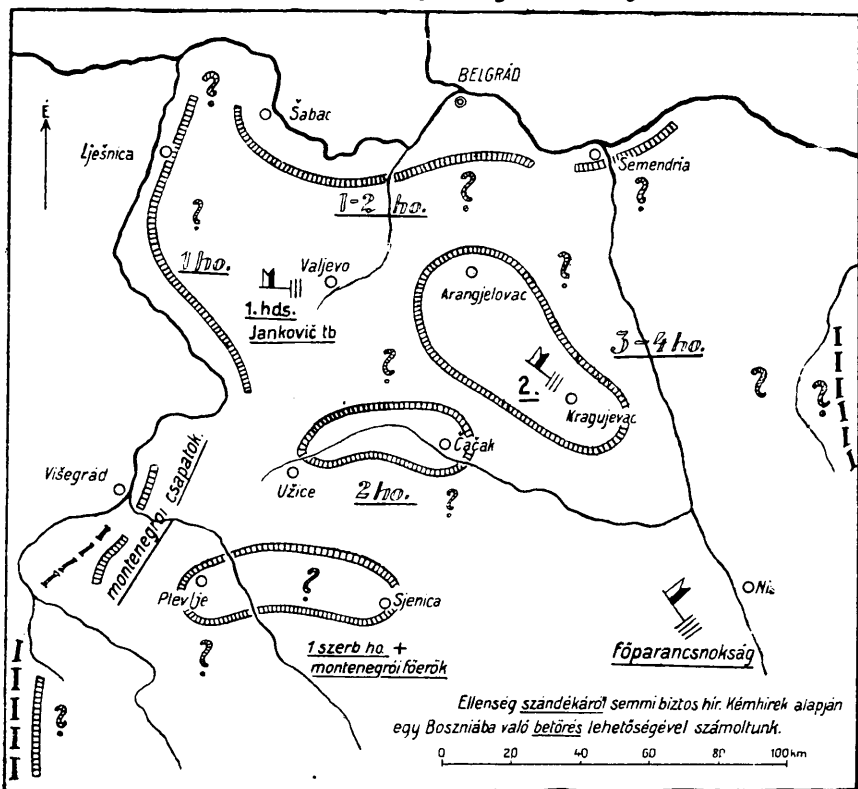 BELGRÁD
É
Šabac
Lješnica
Šemendria
1-2 ho.
1 ho.
Valjevo
Arangjelovac
1. hds.
Jankovič tb
3-4 ho.
2.
Kragujevac
Čačak
Višegrád
Užice
2 ho.
montenegrói csapatok.
Plevlje
Sjenica
Niš
1 szerb ho. +
montenegrói főerők
főparancsnokság
Ellenség szándékáról semmi biztos hír. Kémhirek alapján
egy Boszniába való betörés lehetőségével számoltunk.
0 20 40 60 80 100 km
?
?
?
?
?
?
?
?
?
?
?
?
?